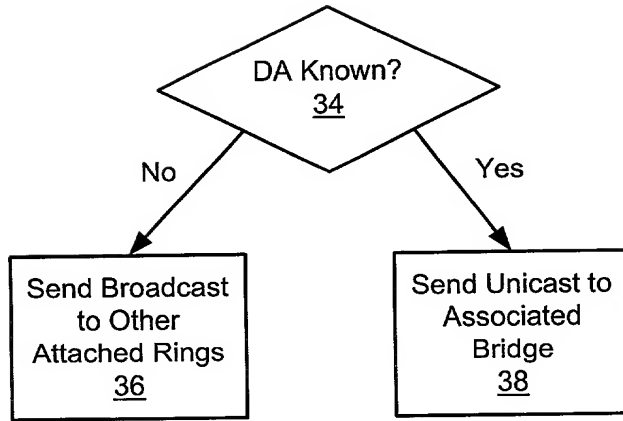 DA Known?
34
No
Yes
Send Broadcast
to Other
Attached Rings
36
Send Unicast to
Associated
Bridge
38